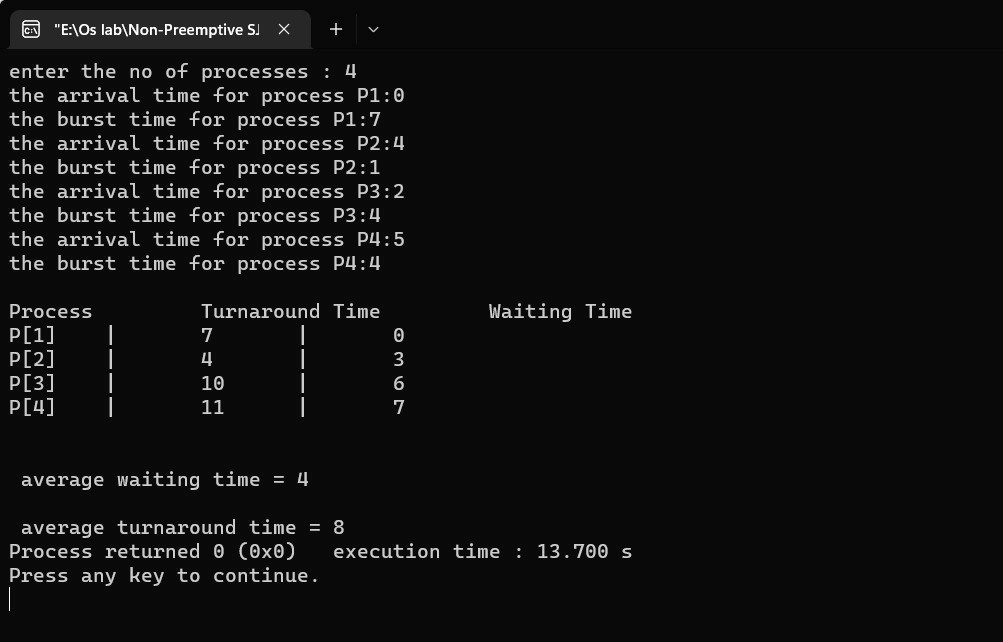 "E:\Os lab\Non-Preemptive SJ
enter the no of processes : 4
the arrival time for process P1:0
the burst time for process P1:7
the arrival time for process P2:4
the burst time for process P2:1
the arrival time for process P3:2
the burst time for process P3:4
the arrival time for process P4:5
the burst time for process P4:4
Process Turnaround Time Waiting Time
P[1] | 7 | 0
P[2] | 4 | 3
P[3] | 10 | 6
P[4] | 11 | 7
average waiting time = 4
average turnaround time = 8
Process returned 0 (0x0) execution time : 13.700 s
Press any key to continue.